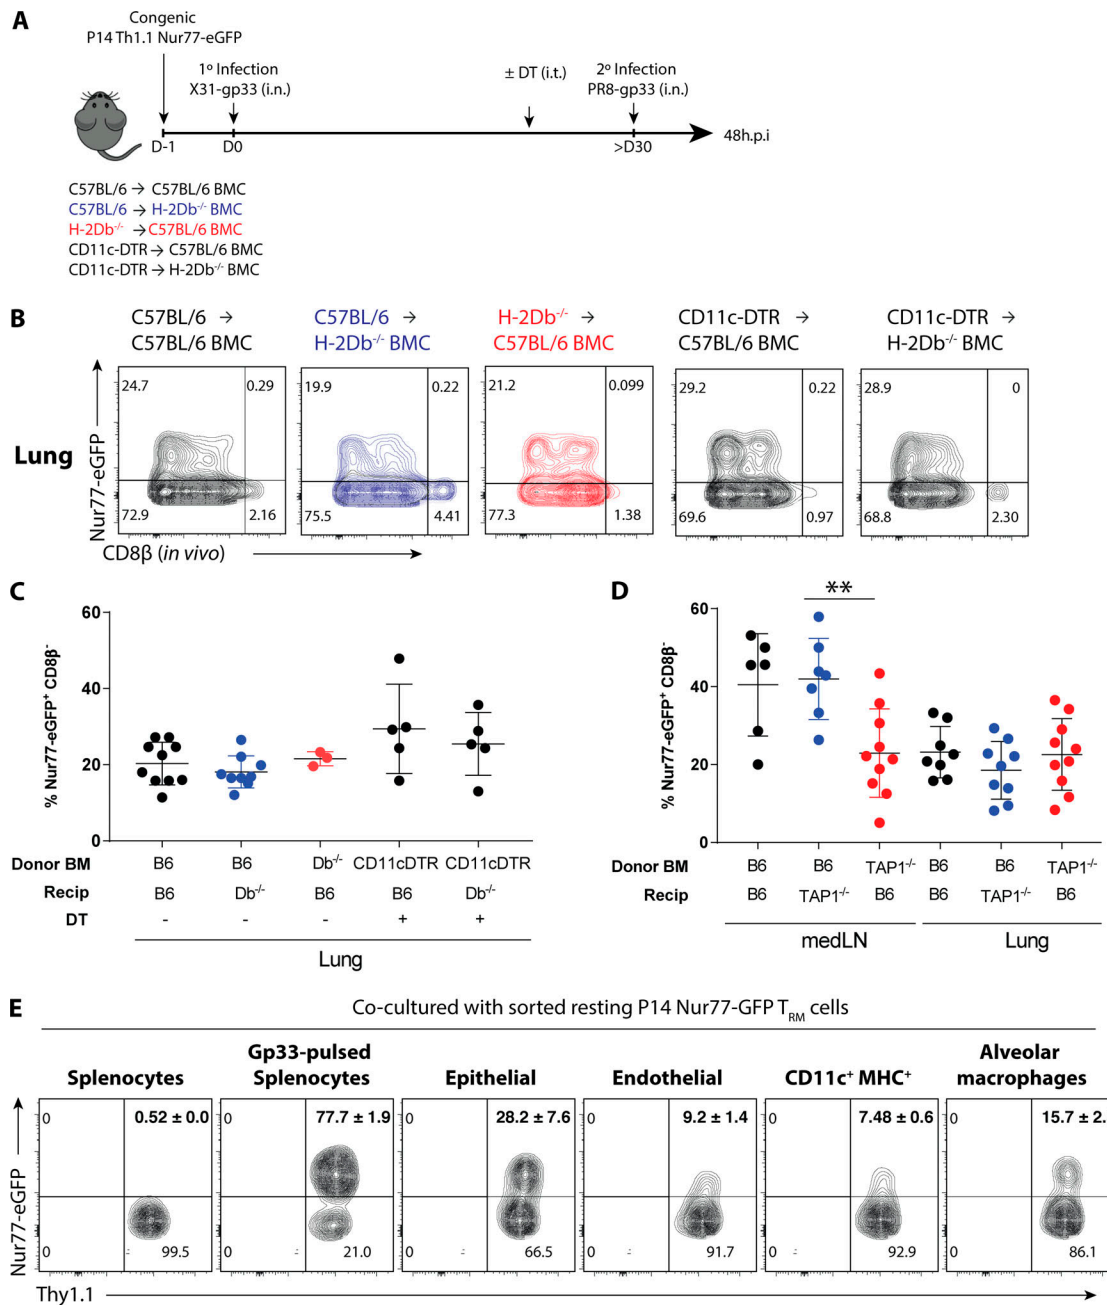 A
Congenic
P14 Th1.1 Nur77-eGFP
1º Infection
X31-gp33 (i.n.)
± DT (i.t.)
2º Infection
PR8-gp33 (i.n.)
D-1
D0
>D30
48h.p.i
C57BL/6 → C57BL/6 BMC
C57BL/6 → H-2Db-/- BMC
H-2Db-/- → C57BL/6 BMC
CD11c-DTR → C57BL/6 BMC
CD11c-DTR → H-2Db-/- BMC
B
C57BL/6 →
C57BL/6 BMC
C57BL/6 →
H-2Db-/- BMC
H-2Db-/- →
C57BL/6 BMC
CD11c-DTR →
C57BL/6 BMC
CD11c-DTR →
H-2Db-/- BMC
Lung
Nur77-eGFP
24.7 0.29
72.9 2.16
19.9 0.22
75.5 4.41
21.2 0.099
77.3 1.38
29.2 0.22
69.6 0.97
28.9 0
68.8 2.30
CD8β (in vivo)
C
% Nur77-eGFP+ CD8β-
60
40
20
0
Donor BM B6 B6 Db-/- CD11cDTR CD11cDTR
Recip B6 Db-/- B6 B6 Db-/-
DT - - - + +
Lung
D
% Nur77-eGFP+ CD8β-
60
40
20
0
**
Donor BM B6 B6 TAP1-/- B6 B6 TAP1-/-
Recip B6 TAP1-/- B6 B6 TAP1-/- B6
medLN Lung
E
Co-cultured with sorted resting P14 Nur77-GFP TRM cells
Splenocytes
Gp33-pulsed
Splenocytes
Epithelial
Endothelial
CD11c+ MHC+
Alveolar
macrophages
Nur77-eGFP
0 0.52 ± 0.0
0 99.5
0 77.7 ± 1.9
0 21.0
0 28.2 ± 7.6
0 66.5
0 9.2 ± 1.4
0 91.7
0 7.48 ± 0.6
0 92.9
0 15.7 ± 2.
0 86.1
Thy1.1